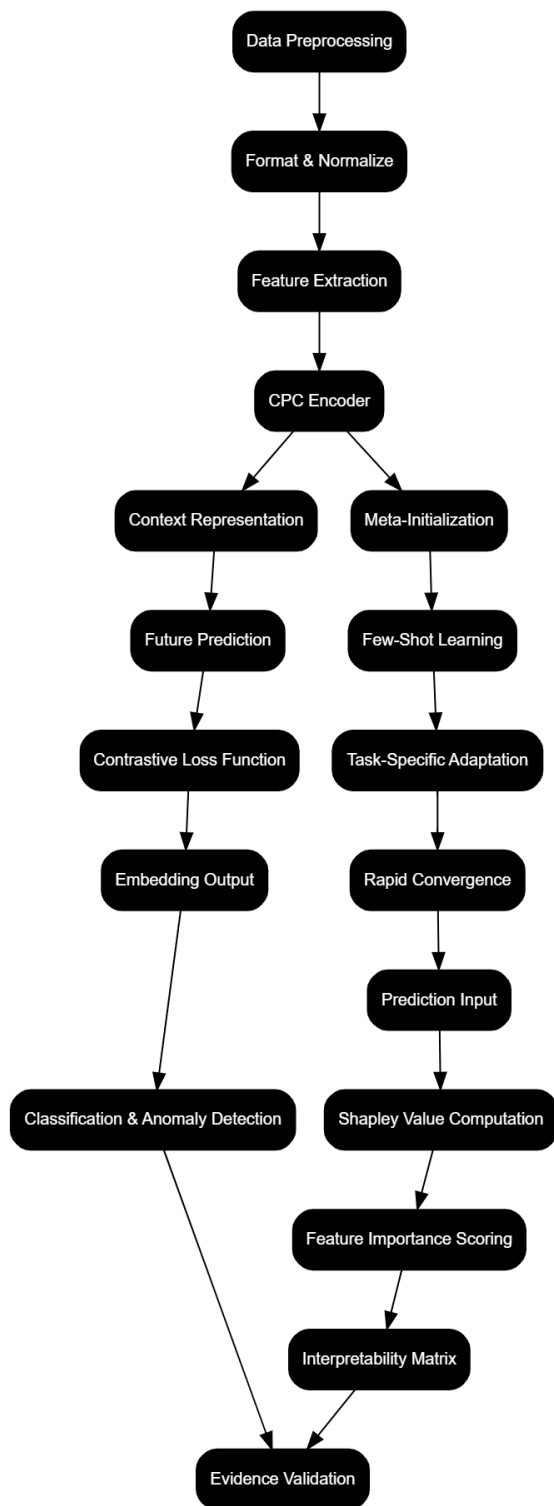 Data Preprocessing
Format & Normalize
Feature Extraction
CPC Encoder
Context Representation
Meta-Initialization
Future Prediction
Few-Shot Learning
Contrastive Loss Function
Task-Specific Adaptation
Embedding Output
Rapid Convergence
Prediction Input
Classification & Anomaly Detection
Shapley Value Computation
Feature Importance Scoring
Interpretability Matrix
Evidence Validation